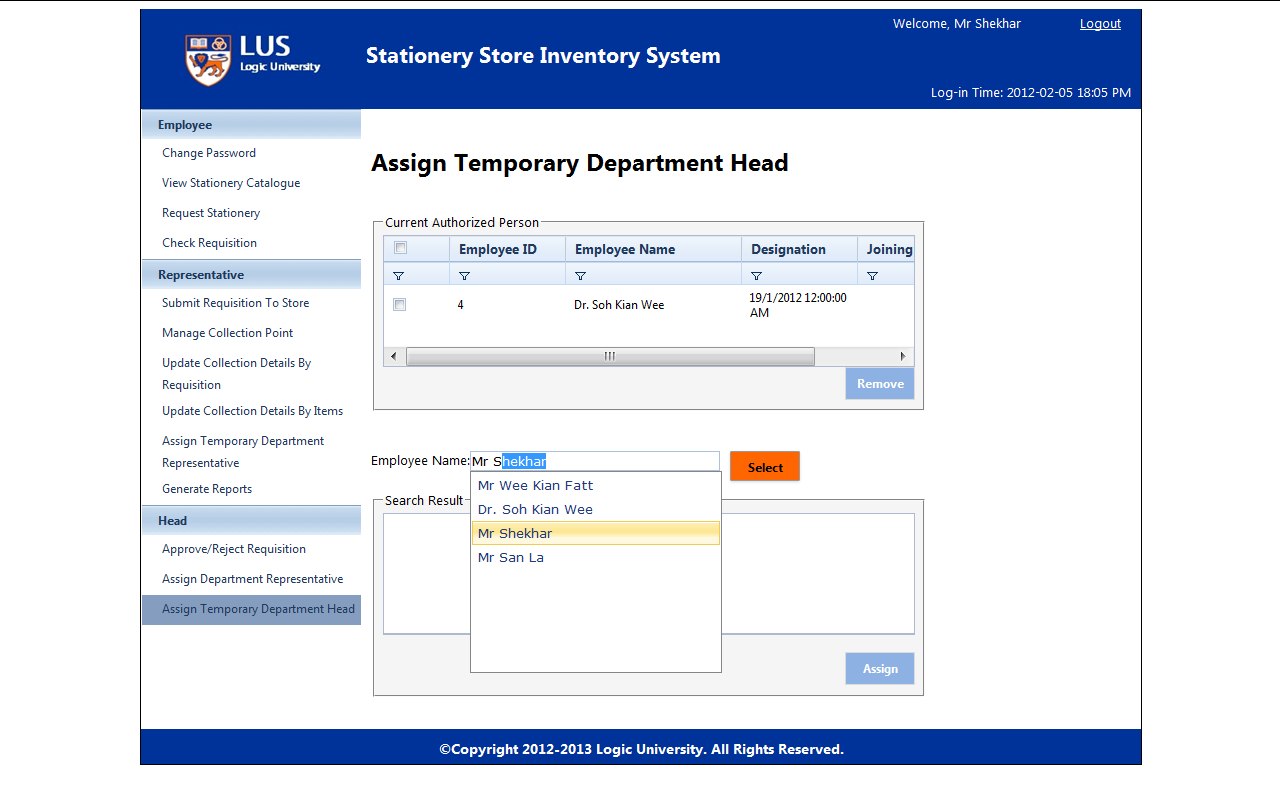 Welcome, Mr Shekhar
Logout
LUS
Logic University
Stationery Store Inventory System
Log-in Time: 2012-02-05 18:05 PM
Employee
Change Password
View Stationery Catalogue
Request Stationery
Check Requisition
Representative
Submit Requisition To Store
Manage Collection Point
Update Collection Details By
Requisition
Update Collection Details By Items
Assign Temporary Department
Representative
Generate Reports
Head
Approve/Reject Requisition
Assign Department Representative
Assign Temporary Department Head
Assign Temporary Department Head
Current Authorized Person
Employee ID Employee Name Designation Joining
4 Dr. Soh Kian Wee 19/1/2012 12:00:00
AM
Remove
Employee Name: Mr Shekhar Select
Mr Wee Kian Fatt
Dr. Soh Kian Wee
Mr Shekhar
Mr San La
Search Result
Assign
©Copyright 2012-2013 Logic University. All Rights Reserved.